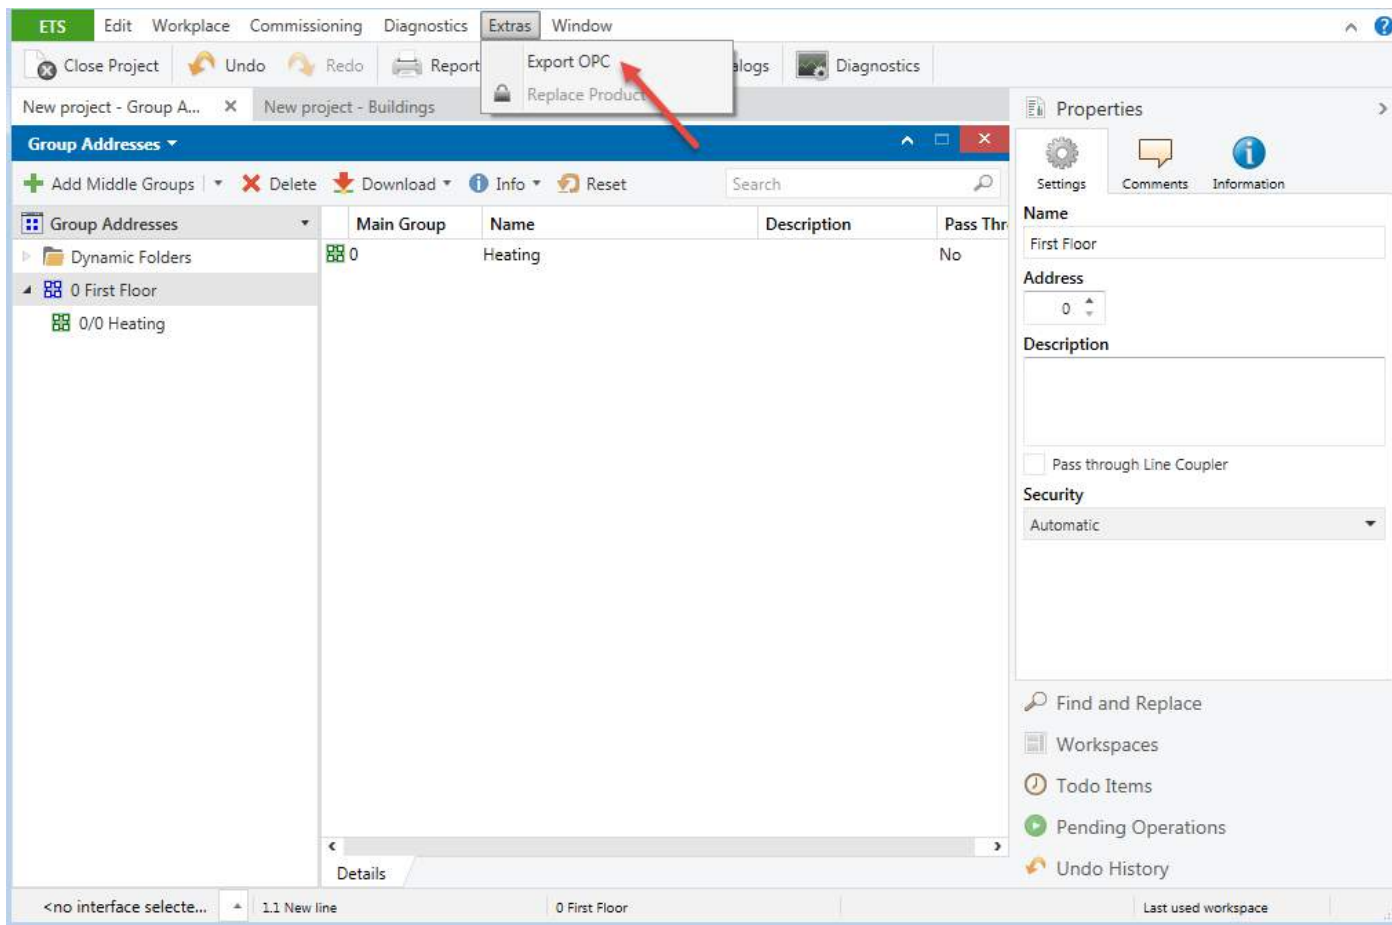 ETS Edit Workplace Commissioning Diagnostics Extras Window
Close Project Undo Redo Report alogs Diagnostics
Export OPC
Replace Product
New project - Group A... New project - Buildings
Group Addresses
Add Middle Groups Delete Download Info Reset Search
Group Addresses
Dynamic Folders
0 First Floor
0/0 Heating
Main Group Name Description Pass Thr
0 Heating No
Details
Properties
Settings Comments Information
Name
First Floor
Address
0
Description
Pass through Line Coupler
Security
Automatic
Find and Replace
Workspaces
Todo Items
Pending Operations
Undo History
<no interface selecte... 1.1 New line 0 First Floor Last used workspace